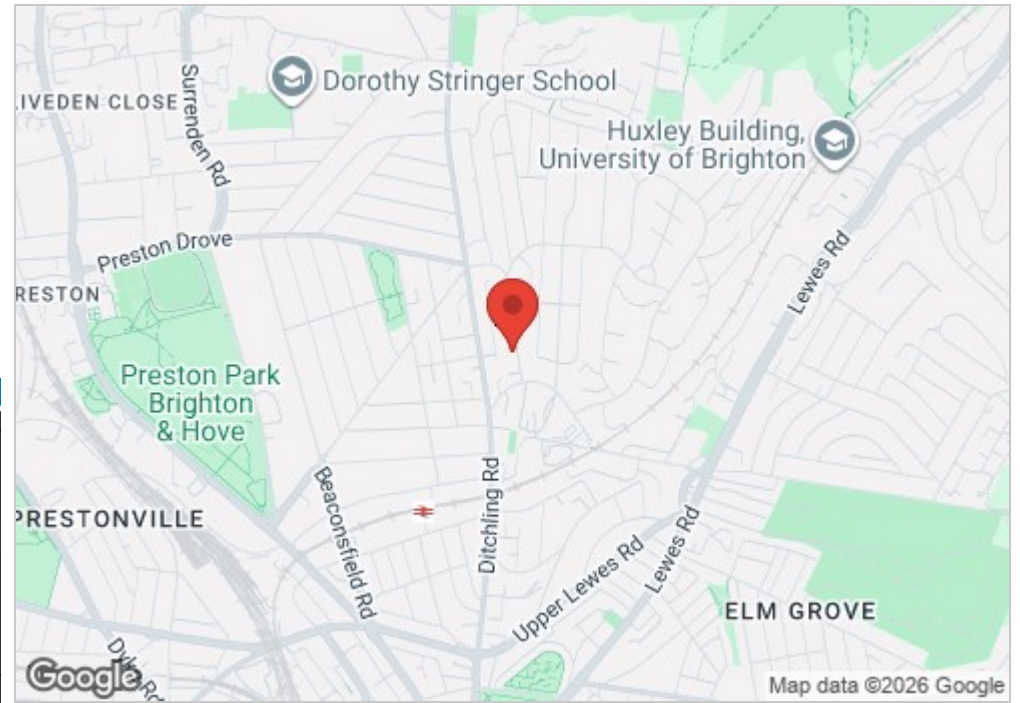 Dorothy Stringer School
IVEDEN CLOSE
Surrenden Rd
Huxley Building,
University of Brighton
Preston Drove
Lewes Rd
RESTON
Preston Park
Brighton
& Hove
Beaconsfield Rd
Ditchling Rd
PRESTONVILLE
Lewes Rd
Upper Lewes Rd
ELM GROVE
Google
Map data ©2026 Google